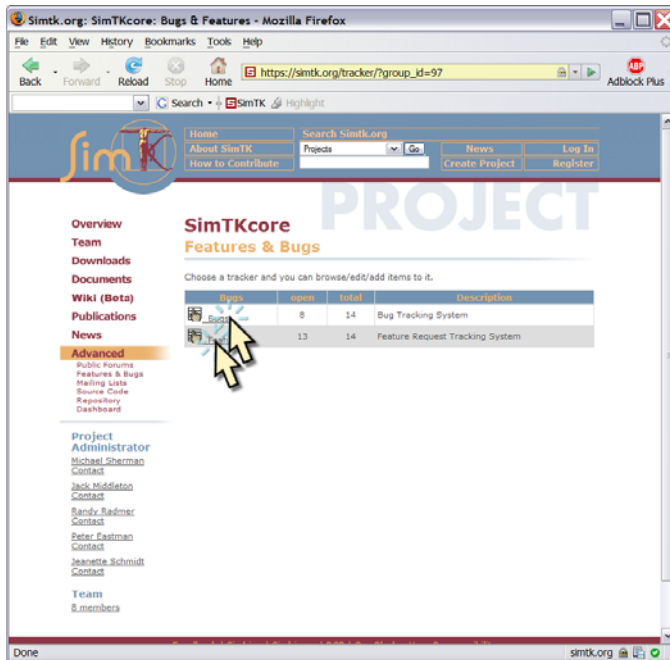 Simtk.org: SimTKcore: Bugs & Features - Mozilla Firefox
File Edit View History Bookmarks Tools Help
Back Forward Reload Stop Home https://simtk.org/tracker/?group_id=97 Adblock Plus
Search SimTK Highlight
SimTK
Home Search Simtk.org
About SimTK Projects Go News Log In
How to Contribute Create Project Register
PROJECT
Overview
Team
Downloads
Documents
Wiki (Beta)
Publications
News
Advanced
Public Forums
Features & Bugs
Mailing Lists
Source Code
Repository
Dashboard
Project
Administrator
Michael Sherman
Contact
Jack Middleton
Contact
Randy Radmer
Contact
Peter Eastman
Contact
Jeanette Schmidt
Contact
Team
8 members
SimTKcore
Features & Bugs
Choose a tracker and you can browse/edit/add items to it.
Bugs open total Description
Bugs 8 14 Bug Tracking System
13 14 Feature Request Tracking System
Done simtk.org